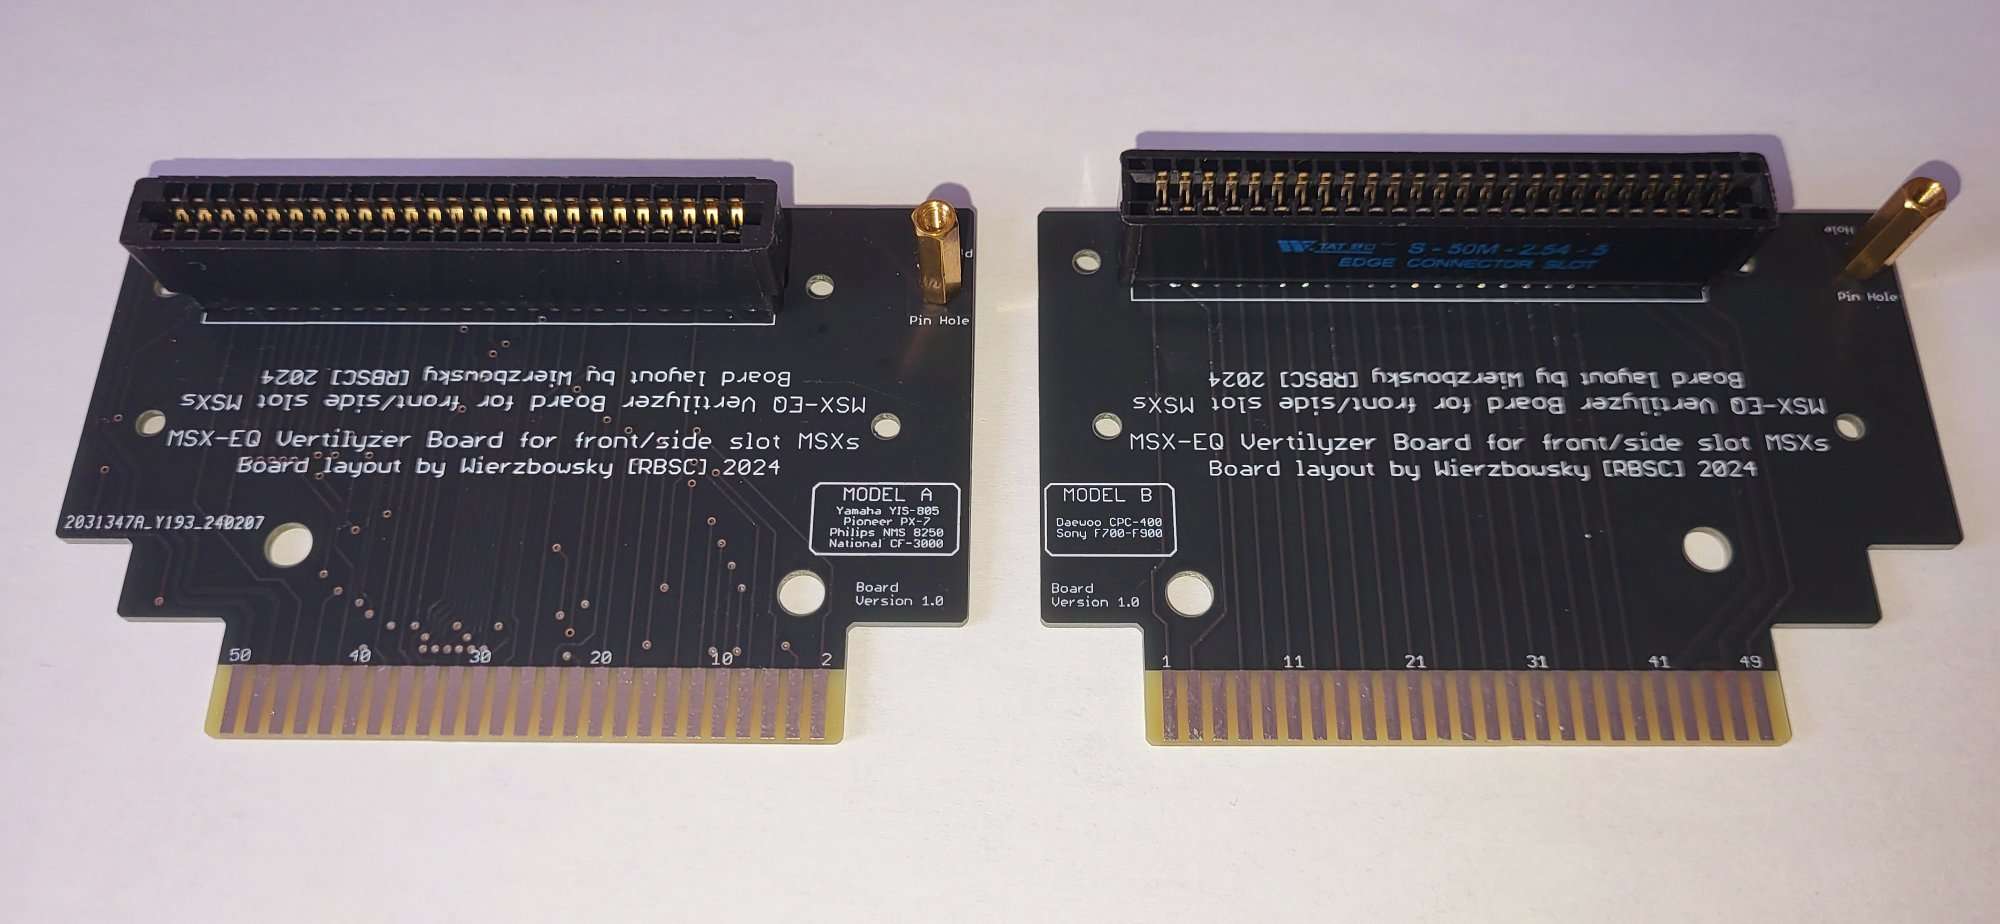 Pin Hole
Board layout by Wierzbowsky [RBSC] 2024
MSX-EQ Vertilyzer Board for front/side slot MSXs
MSX-EQ Vertilyzer Board for front/side slot MSXs
Board layout by Wierzbowsky [RBSC] 2024
MODEL A
Yamaha YIS-805
Pioneer PX-7
Philips NMS 8250
National CF-3000
2031347A_Y193_240207
Board
Version 1.0
50 40 30 20 10 2
TAT BO™ S-50M-2.54-5
EDGE CONNECTOR SLOT
Hole
Pin Hole
Board layout by Wierzbowsky [RBSC] 2024
MSX-EQ Vertilyzer Board for front/side slot MSXs
MSX-EQ Vertilyzer Board for front/side slot MSXs
Board layout by Wierzbowsky [RBSC] 2024
MODEL B
Daewoo CPC-400
Sony F700-F900
Board
Version 1.0
1 11 21 31 41 49